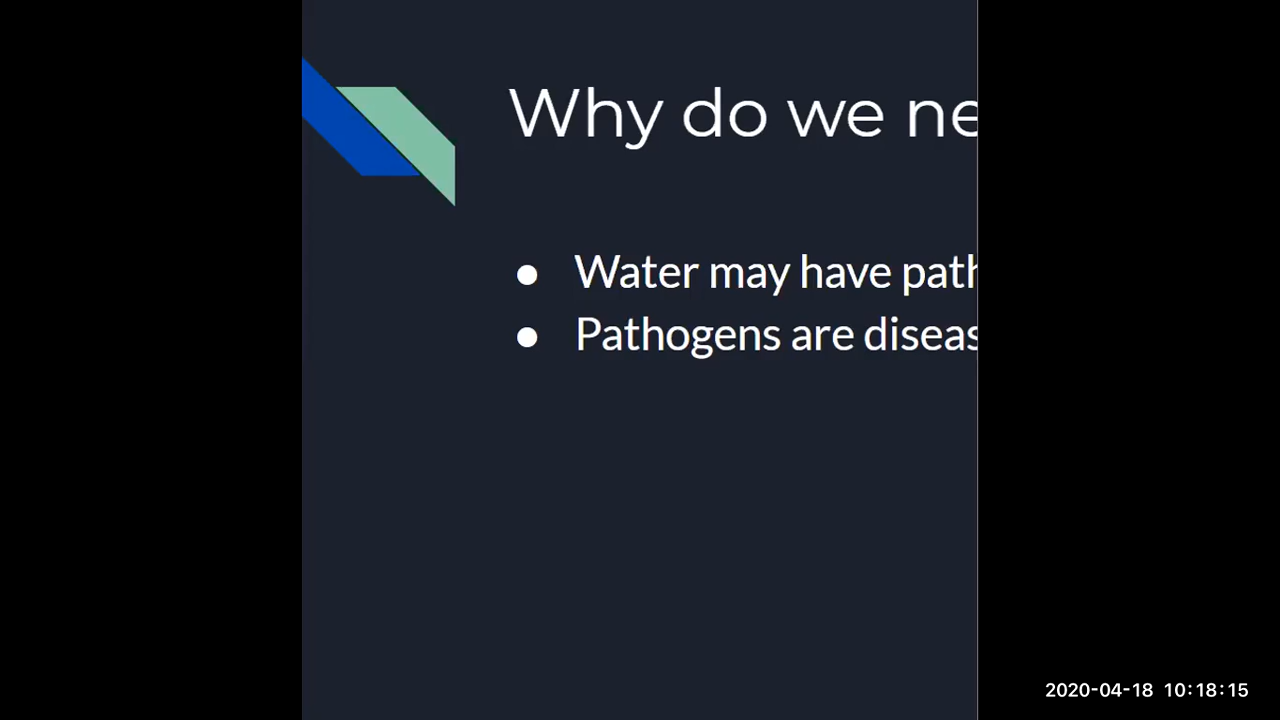 Why do we ne
● Water may have path
● Pathogens are diseas
2020-04-18 10:18:15